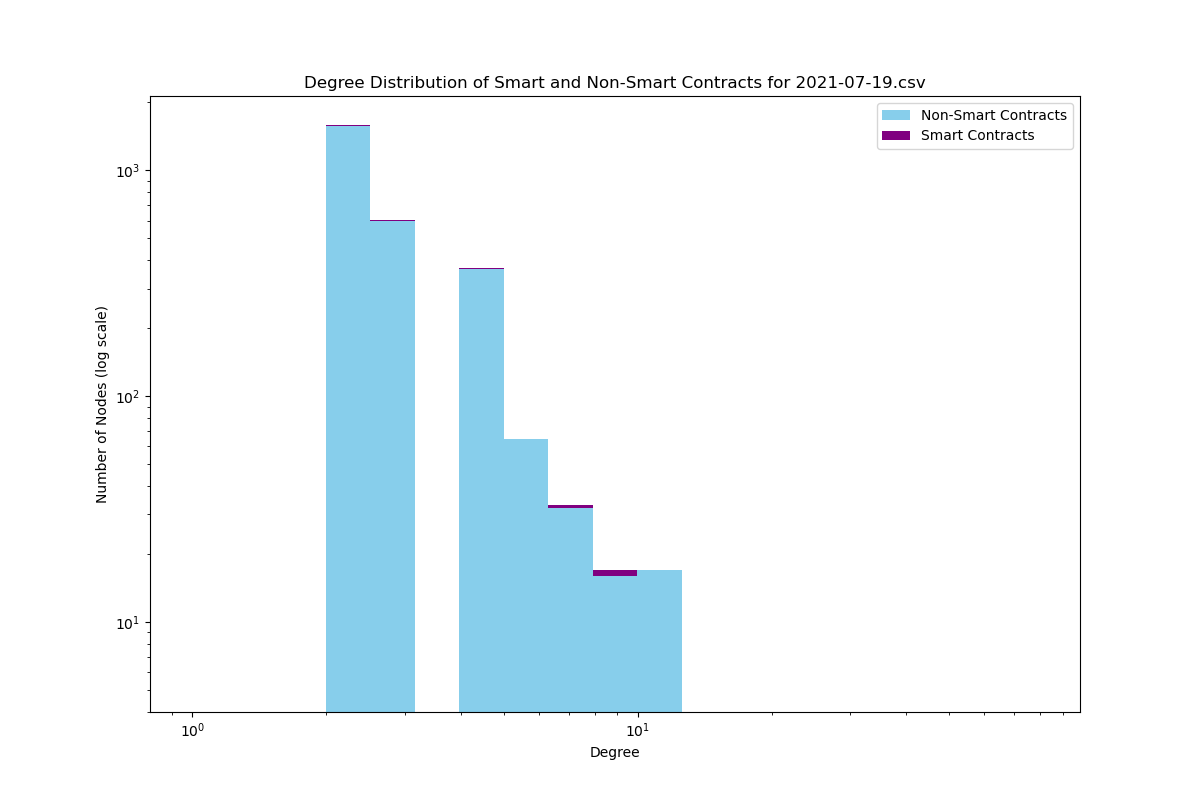 Degree Distribution of Smart and Non-Smart Contracts for 2021-07-19.csv
Non-Smart Contracts
Smart Contracts
Number of Nodes (log scale)
10³
10²
10¹
10⁰
10¹
Degree